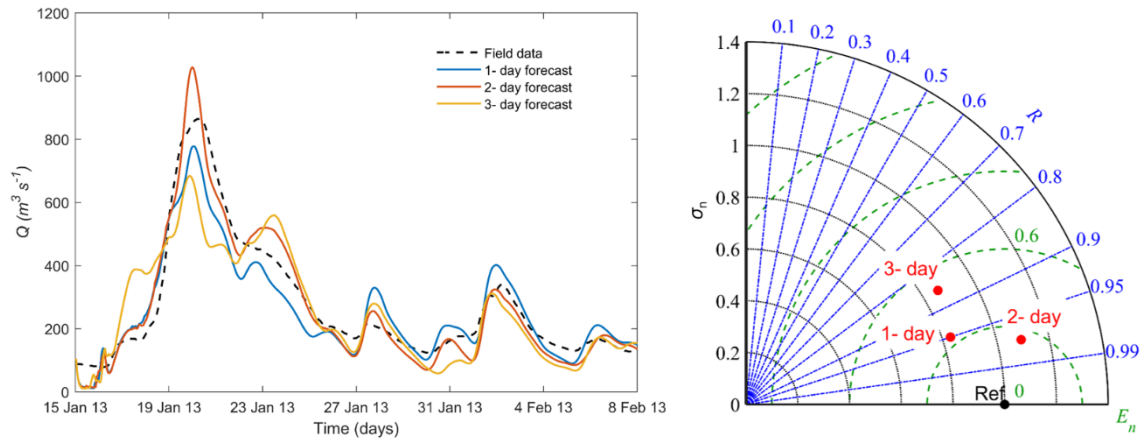 1200
1000
800
600
400
200
0
Q (m³ s⁻¹)
15 Jan 13
19 Jan 13
23 Jan 13
27 Jan 13
31 Jan 13
4 Feb 13
8 Feb 13
Time (days)
Field data
1- day forecast
2- day forecast
3- day forecast
1.4
1.2
1
0.8
0.6
0.4
0.2
0
σn
0.1
0.2
0.3
0.4
0.5
0.6
0.7
R
0.8
0.9
0.95
0.99
0.6
3- day
1- day
2- day
Ref
0
En